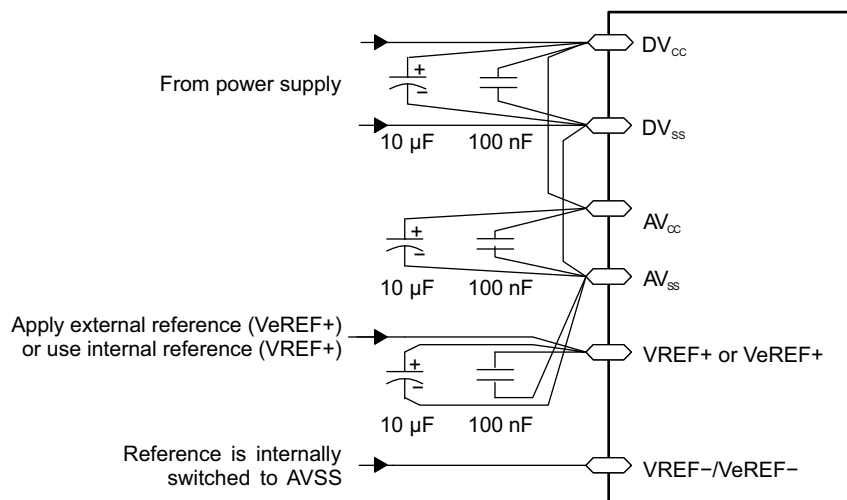 DVcc
+
From power supply
−
10 µF 100 nF
DVss
+
AVcc
−
10 µF 100 nF
AVss
Apply external reference (VeREF+)
or use internal reference (VREF+)
+
VREF+ or VeREF+
−
10 µF 100 nF
Reference is internally
switched to AVSS
VREF−/VeREF−